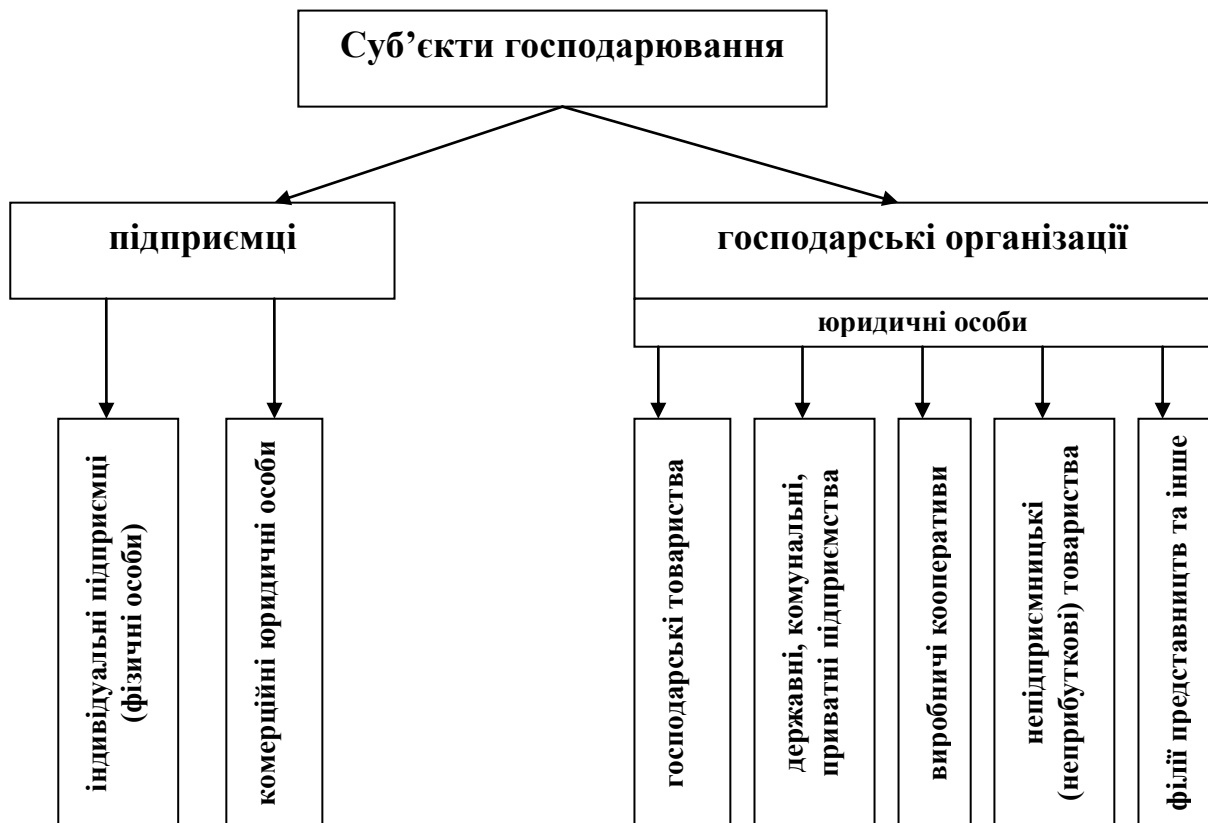 Суб’єкти господарювання
підприємці
господарські організації
юридичні особи
індивідуальні підприємці
(фізичні особи)
комерційні юридичні особи
господарські товариства
державні, комунальні,
приватні підприємства
виробничі кооперативи
непідприємницькі
(неприбуткові) товариства
філії представництв та інше